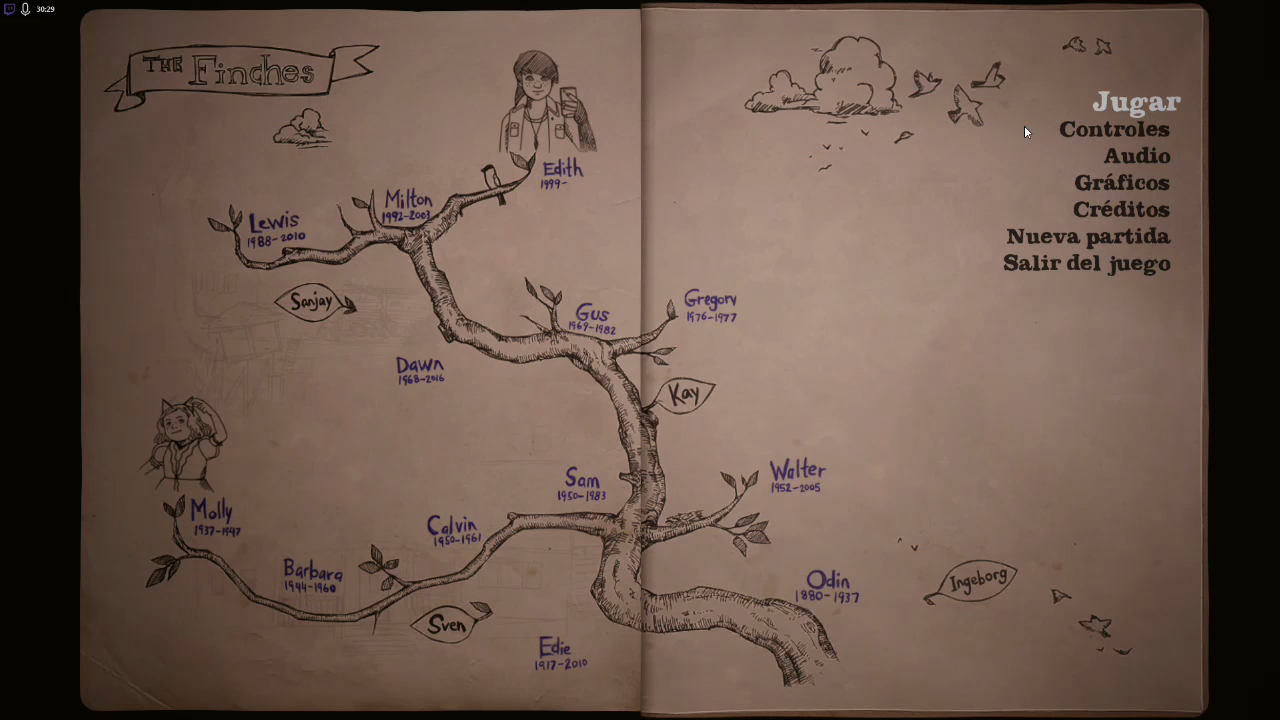 30:29
THE Finches
Jugar
Controles
Audio
Gráficos
Créditos
Nueva partida
Salir del juego
Edith
1999-
Milton
1992-2003
Lewis
1988-2010
Sanjay
Gus
1969-1982
Gregory
1976-1977
Dawn
1968-2016
Kay
Sam
1950-1983
Walter
1952-2005
Molly
1937-1947
Calvin
1950-1961
Barbara
1944-1960
Sven
Odin
1880-1937
Ingeborg
Edie
1917-2010